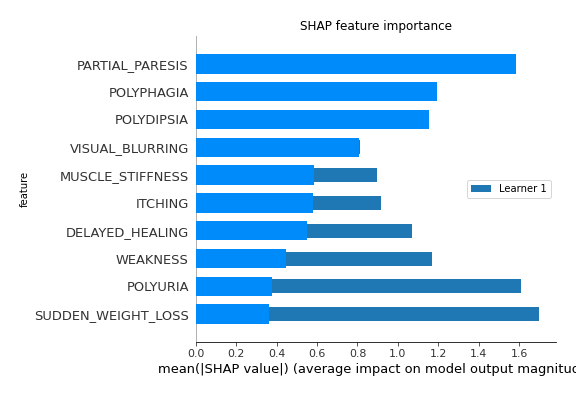 SHAP feature importance
PARTIAL_PARESIS
POLYPHAGIA
POLYDIPSIA
VISUAL_BLURRING
MUSCLE_STIFFNESS
ITCHING
DELAYED_HEALING
WEAKNESS
POLYURIA
SUDDEN_WEIGHT_LOSS
feature
Learner 1
0.0 0.2 0.4 0.6 0.8 1.0 1.2 1.4 1.6
mean(|SHAP value|) (average impact on model output magnitud